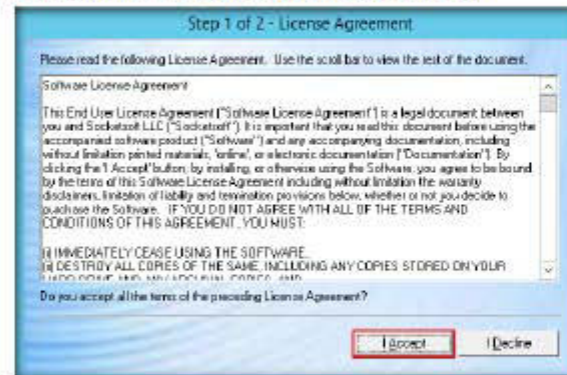 Step 1 of 2 - License Agreement
Please read the following License Agreement. Use the scroll bar to view the rest of the document.
Software License Agreement
This End User License Agreement ("Software License Agreement") is a legal document between
you and Socketsoft LLC ("Socketsoft"). It is important that you read this document before using the
accompanied software product ("Software") and any accompanying documentation, including
without limitation printed materials, 'online', or electronic documentation ("Documentation"). By
clicking the 'I Accept' button, by installing, or otherwise using the Software, you agree to be bound
by the terms of this Software License Agreement including without limitation the warranty
disclaimers, limitation of liability and termination provisions below, whether or not you decide to
purchase the Software. IF YOU DO NOT AGREE WITH ALL OF THE TERMS AND
CONDITIONS OF THIS AGREEMENT, YOU MUST:
(i) IMMEDIATELY CEASE USING THE SOFTWARE,
(ii) DESTROY ALL COPIES OF THE SAME, INCLUDING ANY COPIES STORED ON YOUR
HARD DRIVE AND ANY ARCHIVAL COPIES, AND
Do you accept all the terms of the preceding License Agreement?
I Accept
I Decline